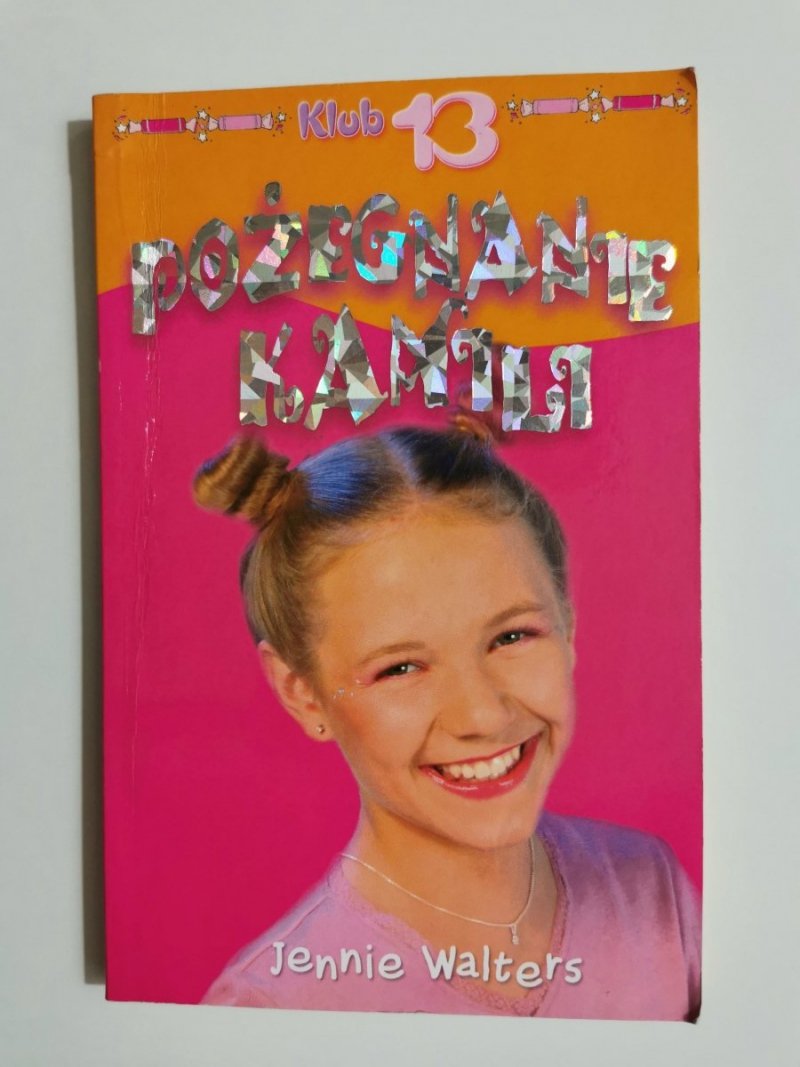 Klub 13
POŻEGNANIE
KAMILI
Jennie Walters